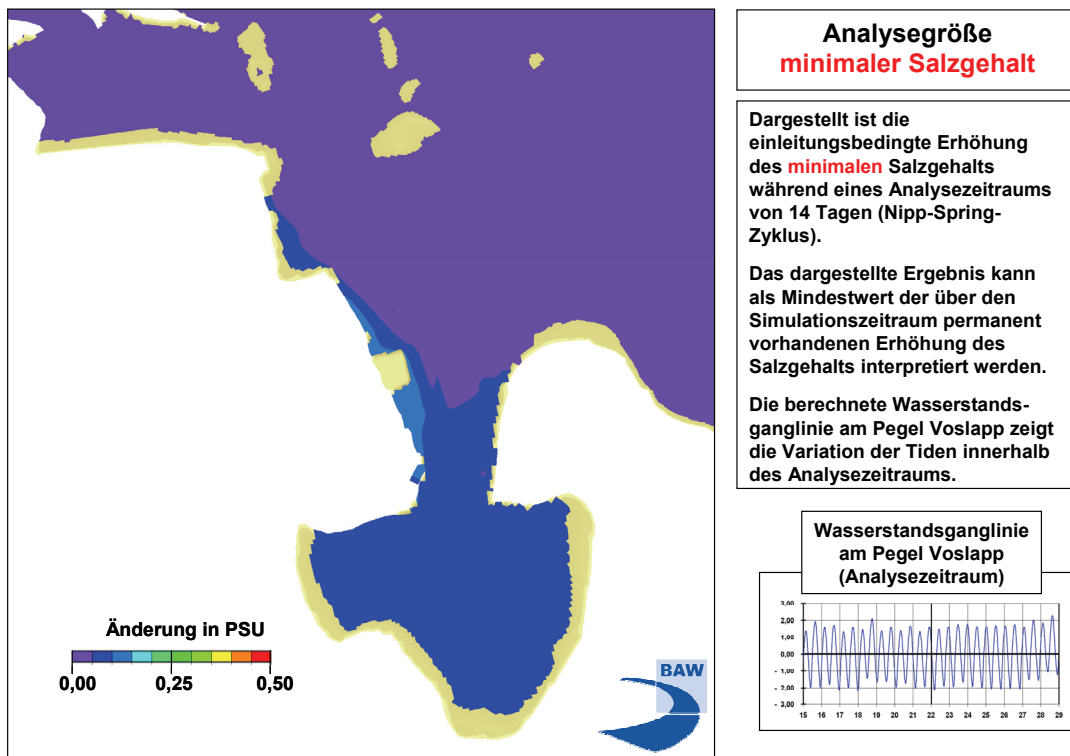 Analysegröße
minimaler Salzgehalt
Dargestellt ist die
einleitungsbedingte Erhöhung
des minimalen Salzgehalts
während eines Analysezeitraums
von 14 Tagen (Nipp-Spring-
Zyklus).
Das dargestellte Ergebnis kann
als Mindestwert der über den
Simulationszeitraum permanent
vorhandenen Erhöhung des
Salzgehalts interpretiert werden.
Die berechnete Wasserstands-
ganglinie am Pegel Voslapp zeigt
die Variation der Tiden innerhalb
des Analysezeitraums.
Wasserstandsganglinie
am Pegel Voslapp
(Analysezeitraum)
3,00
2,00
1,00
0,00
- 1,00
- 2,00
- 3,00
15 16 17 18 19 20 21 22 23 24 25 26 27 28 29
Änderung in PSU
0,00 0,25 0,50
BAW